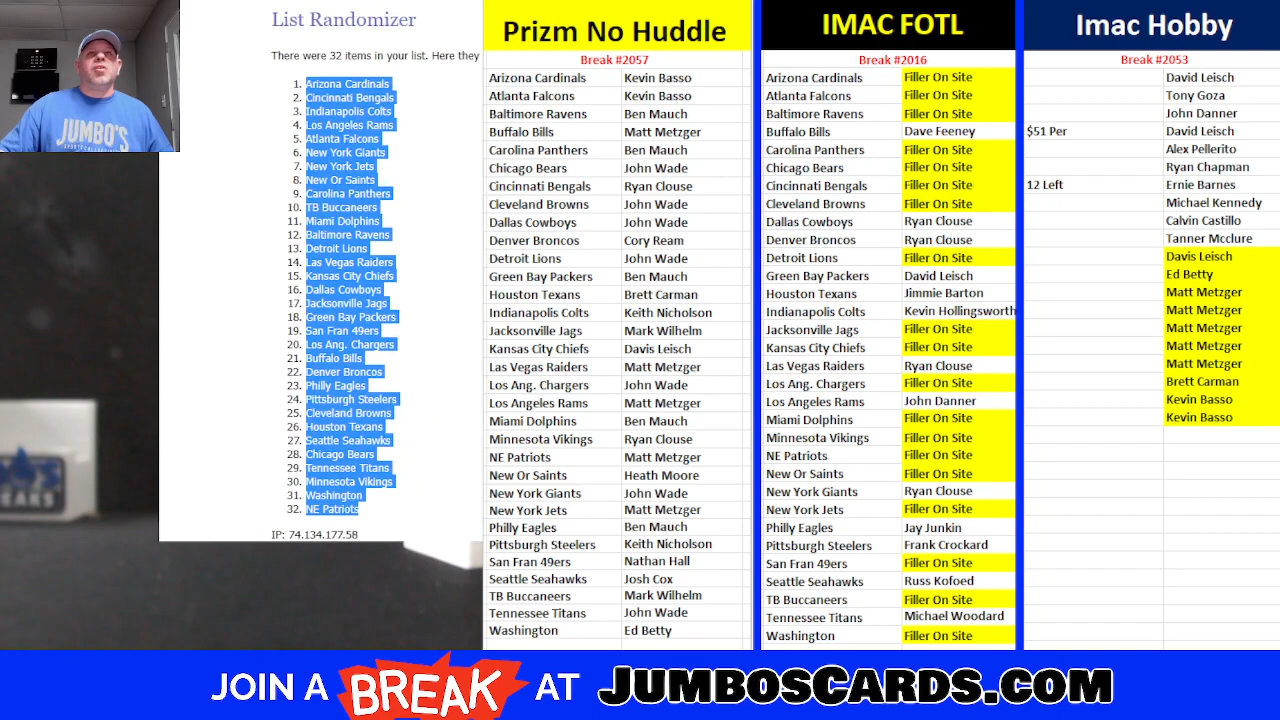 JUMBO'S
List Randomizer
There were 32 items in your list. Here they
1. Arizona Cardinals
2. Cincinnati Bengals
3. Indianapolis Colts
4. Los Angeles Rams
5. Atlanta Falcons
6. New York Giants
7. New York Jets
8. New Or Saints
9. Carolina Panthers
10. TB Buccaneers
11. Miami Dolphins
12. Baltimore Ravens
13. Detroit Lions
14. Las Vegas Raiders
15. Kansas City Chiefs
16. Dallas Cowboys
17. Jacksonville Jags
18. Green Bay Packers
19. San Fran 49ers
20. Los Ang. Chargers
21. Buffalo Bills
22. Denver Broncos
23. Philly Eagles
24. Pittsburgh Steelers
25. Cleveland Browns
26. Houston Texans
27. Seattle Seahawks
28. Chicago Bears
29. Tennessee Titans
30. Minnesota Vikings
31. Washington
32. NE Patriots
IP: 74.134.177.58
Prizm No Huddle
Break #2057
Arizona Cardinals Kevin Basso
Atlanta Falcons Kevin Basso
Baltimore Ravens Ben Mauch
Buffalo Bills Matt Metzger
Carolina Panthers Ben Mauch
Chicago Bears John Wade
Cincinnati Bengals Ryan Clouse
Cleveland Browns John Wade
Dallas Cowboys John Wade
Denver Broncos Cory Ream
Detroit Lions John Wade
Green Bay Packers Ben Mauch
Houston Texans Brett Carman
Indianapolis Colts Keith Nicholson
Jacksonville Jags Mark Wilhelm
Kansas City Chiefs Davis Leisch
Las Vegas Raiders Matt Metzger
Los Ang. Chargers John Wade
Los Angeles Rams Matt Metzger
Miami Dolphins Ben Mauch
Minnesota Vikings Ryan Clouse
NE Patriots Matt Metzger
New Or Saints Heath Moore
New York Giants John Wade
New York Jets Matt Metzger
Philly Eagles Ben Mauch
Pittsburgh Steelers Keith Nicholson
San Fran 49ers Nathan Hall
Seattle Seahawks Josh Cox
TB Buccaneers Mark Wilhelm
Tennessee Titans John Wade
Washington Ed Betty
IMAC FOTL
Break #2016
Arizona Cardinals Filler On Site
Atlanta Falcons Filler On Site
Baltimore Ravens Filler On Site
Buffalo Bills Dave Feeney
Carolina Panthers Filler On Site
Chicago Bears Filler On Site
Cincinnati Bengals Filler On Site
Cleveland Browns Filler On Site
Dallas Cowboys Ryan Clouse
Denver Broncos Ryan Clouse
Detroit Lions Filler On Site
Green Bay Packers David Leisch
Houston Texans Jimmie Barton
Indianapolis Colts Kevin Hollingsworth
Jacksonville Jags Filler On Site
Kansas City Chiefs Filler On Site
Las Vegas Raiders Ryan Clouse
Los Ang. Chargers Filler On Site
Los Angeles Rams John Danner
Miami Dolphins Filler On Site
Minnesota Vikings Filler On Site
NE Patriots Filler On Site
New Or Saints Filler On Site
New York Giants Ryan Clouse
New York Jets Filler On Site
Philly Eagles Jay Junkin
Pittsburgh Steelers Frank Crockard
San Fran 49ers Filler On Site
Seattle Seahawks Russ Kofoed
TB Buccaneers Filler On Site
Tennessee Titans Michael Woodard
Washington Filler On Site
Imac Hobby
Break #2053
David Leisch
Tony Goza
John Danner
$51 Per David Leisch
Alex Pellerito
Ryan Chapman
12 Left Ernie Barnes
Michael Kennedy
Calvin Castillo
Tanner Mcclure
Davis Leisch
Ed Betty
Matt Metzger
Matt Metzger
Matt Metzger
Matt Metzger
Matt Metzger
Brett Carman
Kevin Basso
Kevin Basso
JOIN A BREAK AT JUMBOSCARDS.COM